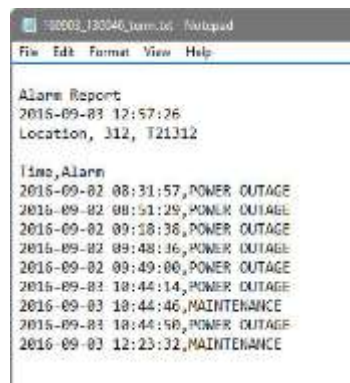 160903_130046_term.txt - Notepad
File Edit Format View Help
Alarm Report
2016-09-03 12:57:26
Location, 312, T21312
Time,Alarm
2016-09-02 08:31:57,POWER OUTAGE
2016-09-02 08:51:29,POWER OUTAGE
2016-09-02 09:18:38,POWER OUTAGE
2016-09-02 09:48:36,POWER OUTAGE
2016-09-02 09:49:00,POWER OUTAGE
2016-09-03 10:44:14,POWER OUTAGE
2016-09-03 10:44:46,MAINTENANCE
2016-09-03 10:44:50,POWER OUTAGE
2016-09-03 12:23:32,MAINTENANCE